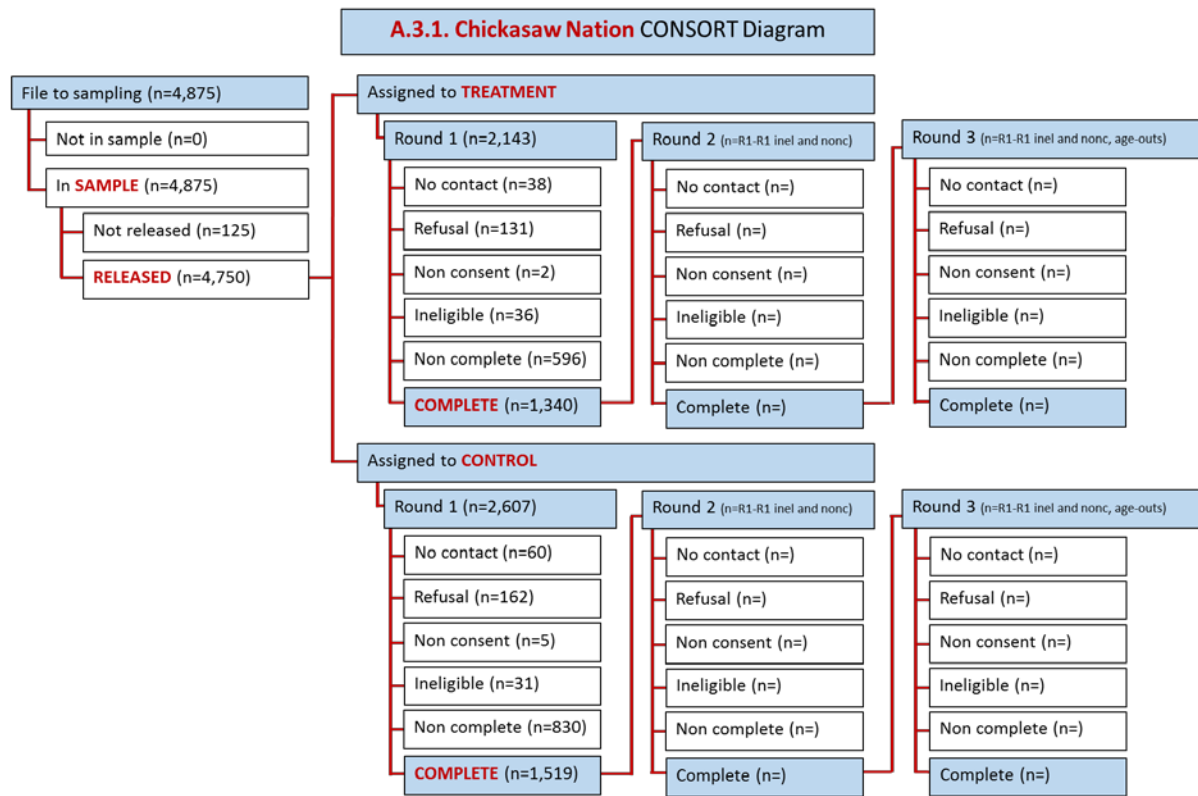 A.3.1. Chickasaw Nation CONSORT Diagram
File to sampling (n=4,875)
Not in sample (n=0)
In SAMPLE (n=4,875)
Not released (n=125)
RELEASED (n=4,750)
Assigned to TREATMENT
Round 1 (n=2,143)
No contact (n=38)
Refusal (n=131)
Non consent (n=2)
Ineligible (n=36)
Non complete (n=596)
COMPLETE (n=1,340)
Round 2 (n=R1-R1 inel and nonc)
No contact (n=)
Refusal (n=)
Non consent (n=)
Ineligible (n=)
Non complete (n=)
Complete (n=)
Round 3 (n=R1-R1 inel and nonc, age-outs)
No contact (n=)
Refusal (n=)
Non consent (n=)
Ineligible (n=)
Non complete (n=)
Complete (n=)
Assigned to CONTROL
Round 1 (n=2,607)
No contact (n=60)
Refusal (n=162)
Non consent (n=5)
Ineligible (n=31)
Non complete (n=830)
COMPLETE (n=1,519)
Round 2 (n=R1-R1 inel and nonc)
No contact (n=)
Refusal (n=)
Non consent (n=)
Ineligible (n=)
Non complete (n=)
Complete (n=)
Round 3 (n=R1-R1 inel and nonc, age-outs)
No contact (n=)
Refusal (n=)
Non consent (n=)
Ineligible (n=)
Non complete (n=)
Complete (n=)